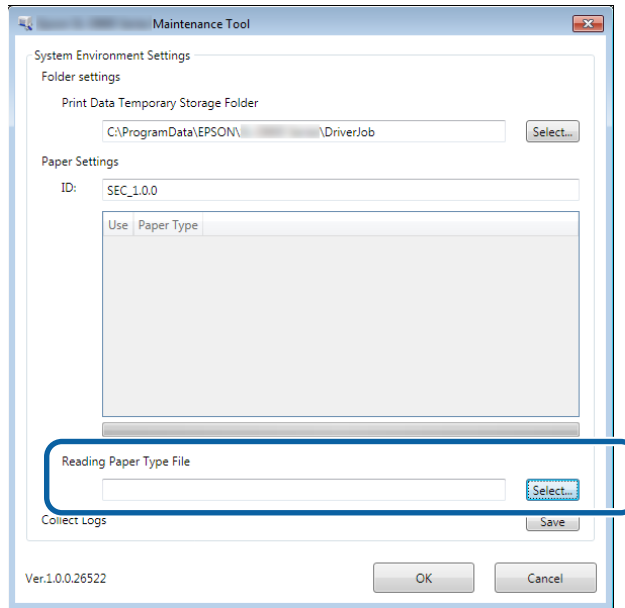 Maintenance Tool
System Environment Settings
Folder settings
Print Data Temporary Storage Folder
C:\ProgramData\EPSON\ \DriverJob Select...
Paper Settings
ID: SEC_1.0.0
Use Paper Type
Reading Paper Type File
Select...
Collect Logs Save
Ver.1.0.0.26522 OK Cancel